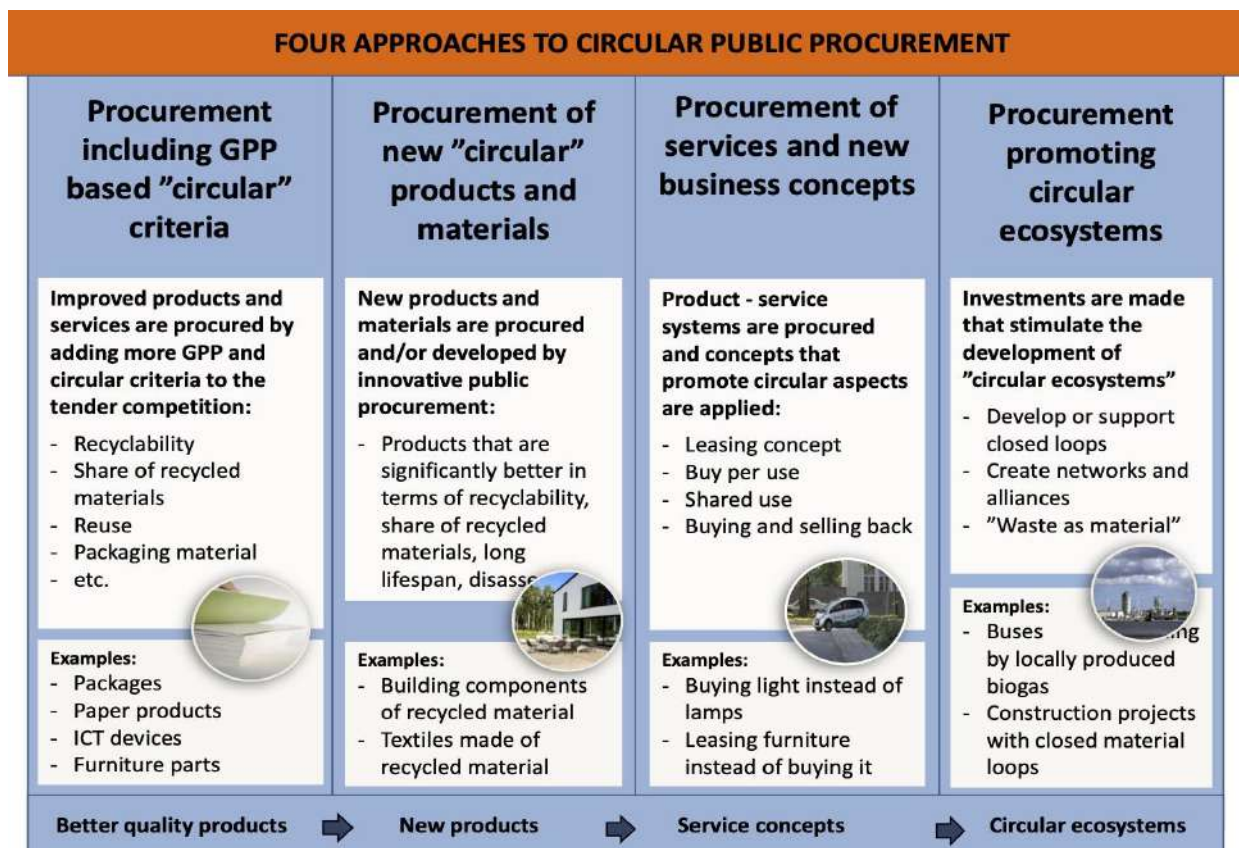 FOUR APPROACHES TO CIRCULAR PUBLIC PROCUREMENT
Procurement
including GPP
based ”circular”
criteria
Improved products and
services are procured by
adding more GPP and
circular criteria to the
tender competition:
- Recyclability
- Share of recycled
materials
- Reuse
- Packaging material
- etc.
Examples:
- Packages
- Paper products
- ICT devices
- Furniture parts
Procurement of
new ”circular”
products and
materials
New products and
materials are procured
and/or developed by
innovative public
procurement:
- Products that are
significantly better in
terms of recyclability,
share of recycled
materials, long
lifespan,
Examples:
- Building components
of recycled material
- Textiles made of
recycled material
Procurement of
services and new
business concepts
Product - service
systems are procured
and concepts that
promote circular aspects
are applied:
- Leasing concept
- Buy per use
- Shared use
- Buying and selling back
Examples:
- Buying light instead of
lamps
- Leasing furniture
instead of buying it
Procurement
promoting
circular
ecosystems
Investments are made
that stimulate the
development of
”circular ecosystems”
- Develop or support
closed loops
- Create networks and
alliances
- ”Waste as material”
Examples:
- Buses
by locally produced
biogas
- Construction projects
with closed material
loops
Better quality products
New products
Service concepts
Circular ecosystems